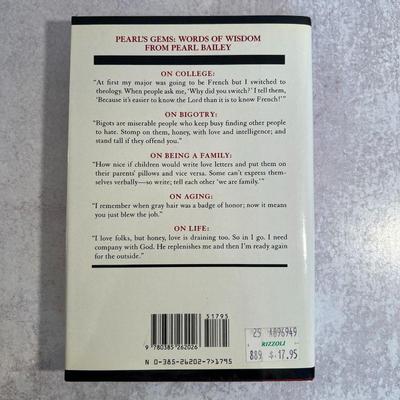 PEARL'S GEMS: WORDS OF WISDOM
FROM PEARL BAILEY
ON COLLEGE:
"At first my major was going to be French but I switched to
theology. When people ask me, 'Why did you switch?' I tell them,
'Because it's easier to know the Lord than it is to know French!'"
ON BIGOTRY:
"Bigots are miserable people who keep busy finding other people
to hate. Stomp on them, honey, with love and intelligence; and
stand tall if they offend you."
ON BEING A FAMILY:
"How nice if children would write love letters and put them on
their parents' pillows and vice versa. Some can't express them-
selves verbally—so write; tell each other 'we are family.'"
ON AGING:
"I remember when gray hair was a badge of honor; now it means
you just blew the job."
ON LIFE:
"I love folks, but honey, love is draining too. So in I go. I need
company with God. He replenishes me and then I'm ready again
for the outside."
51795
9 780385 262026
N 0-385-26202-7>1795
25 A896949
RIZZOLI
889 $17.95